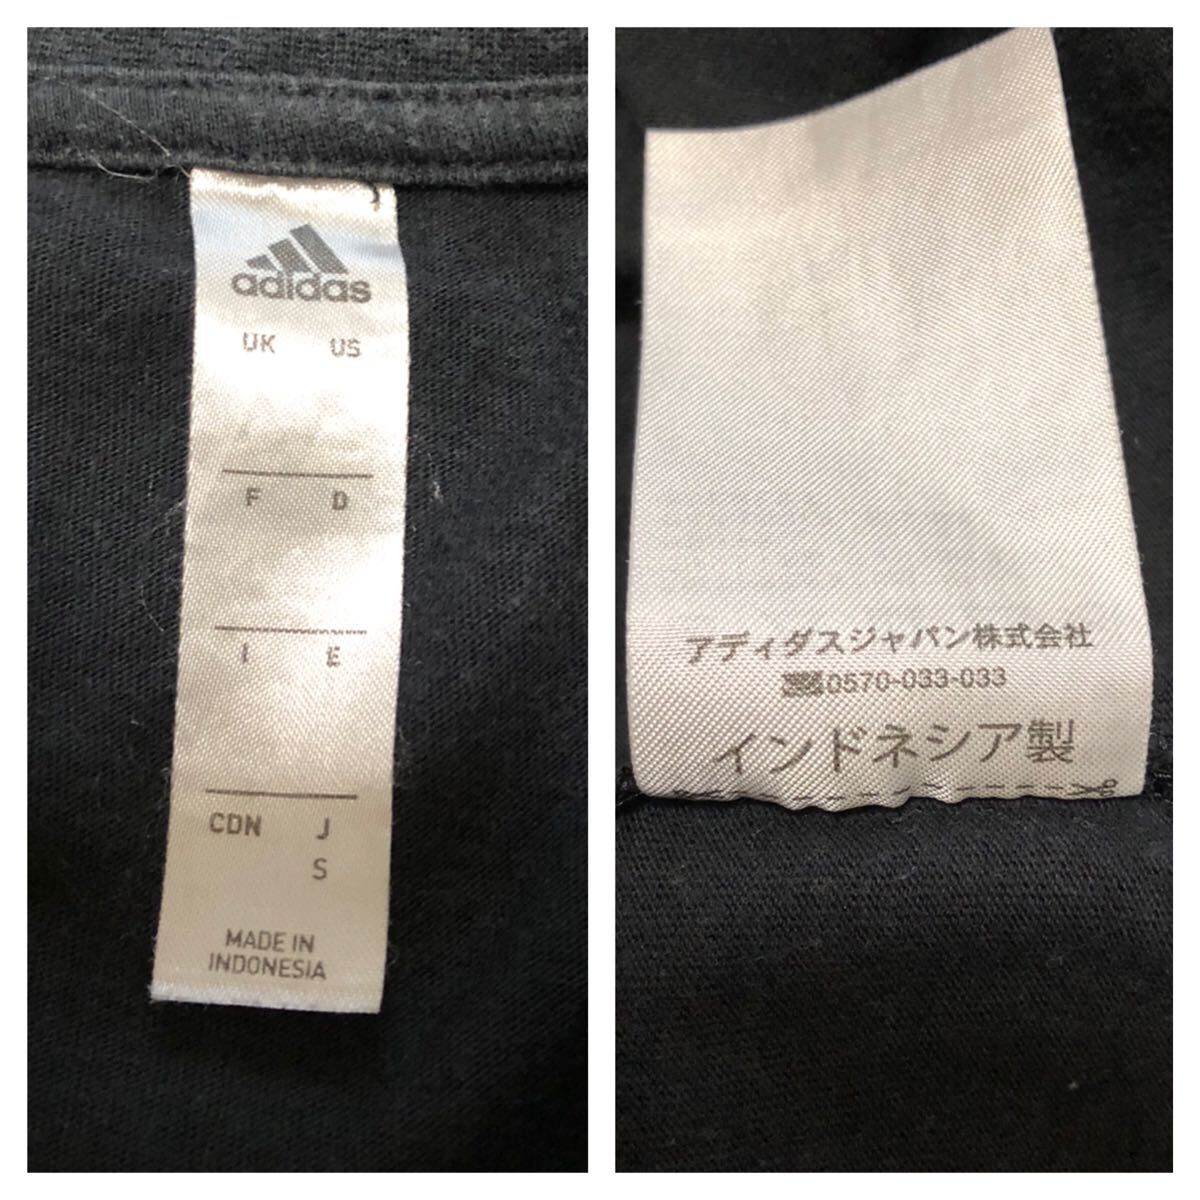 adidas
UK US
F D
I E
CDN J
S
MADE IN
INDONESIA
アディダスジャパン株式会社
0570-033-033
インドネシア製